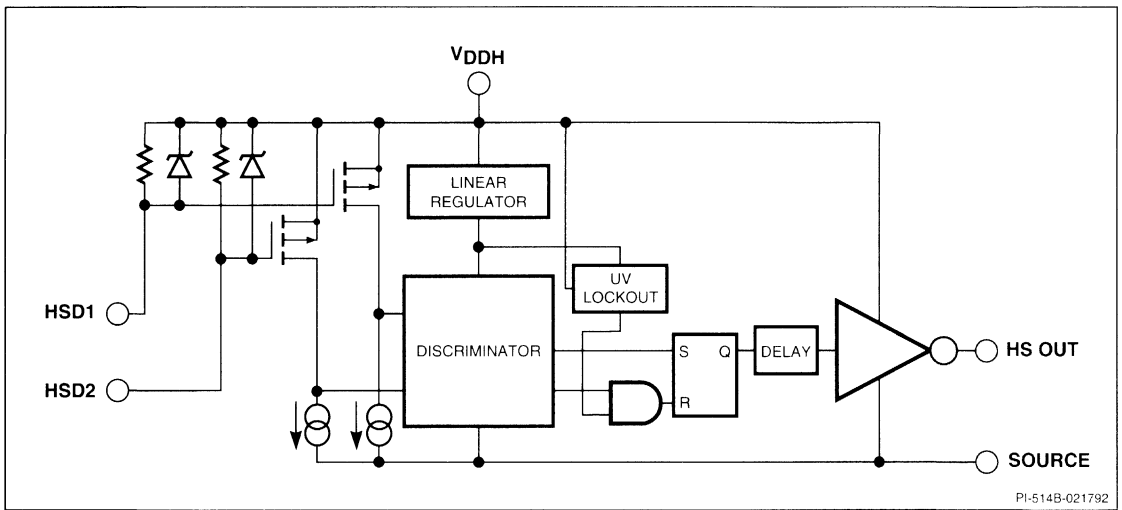 VDDH
LINEAR
REGULATOR
UV
LOCKOUT
HSD1
HSD2
DISCRIMINATOR
S Q
R
DELAY
HS OUT
SOURCE
PI-514B-021792